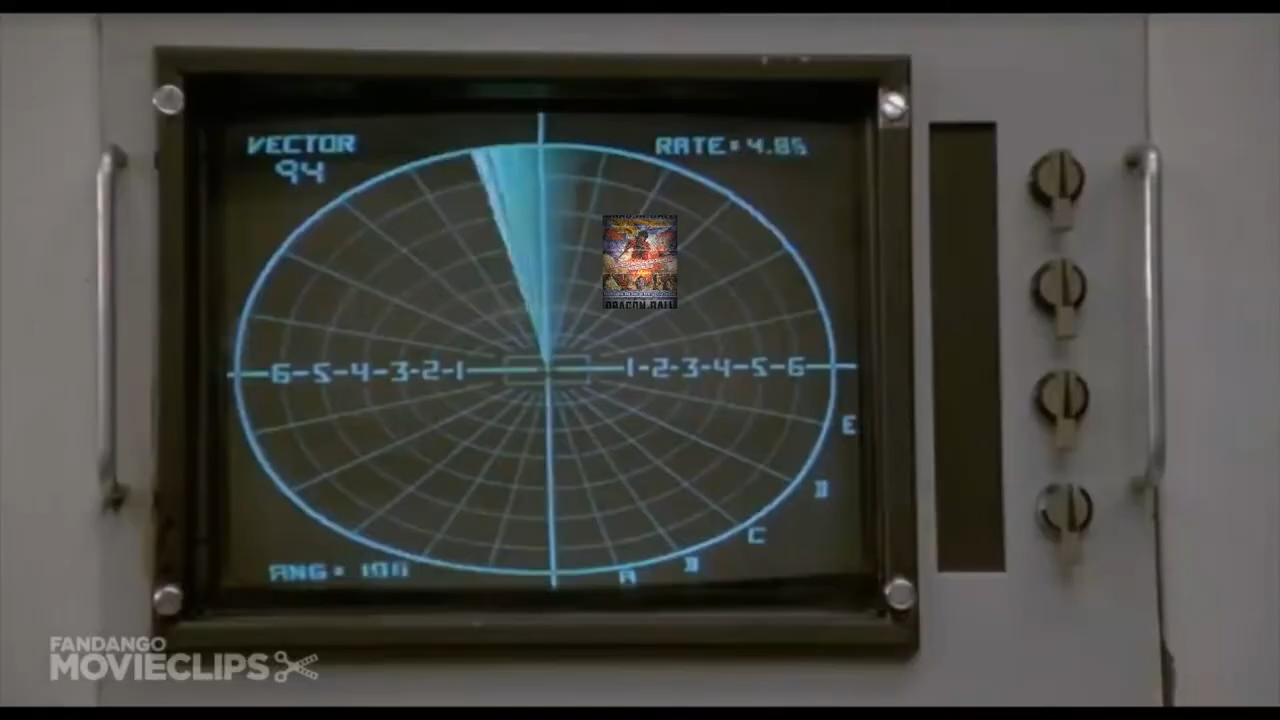 VECTOR
94
RATE=4.85
DRAGON BALL
6-5-4-3-2-1
1-2-3-4-5-6
E
D
C
B
A
ANG =
FANDANGO
MOVIECLIPS